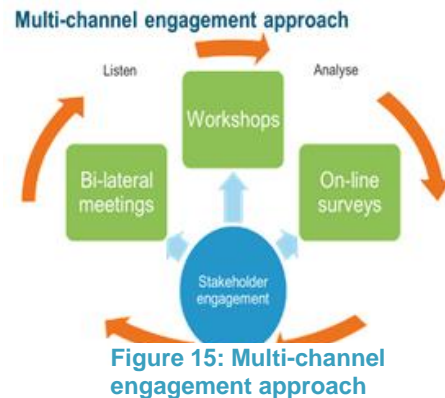 Multi-channel engagement approach
Listen
Analyse
Workshops
Bi-lateral
meetings
On-line
surveys
Stakeholder
engagement
Figure 15: Multi-channel
engagement approach